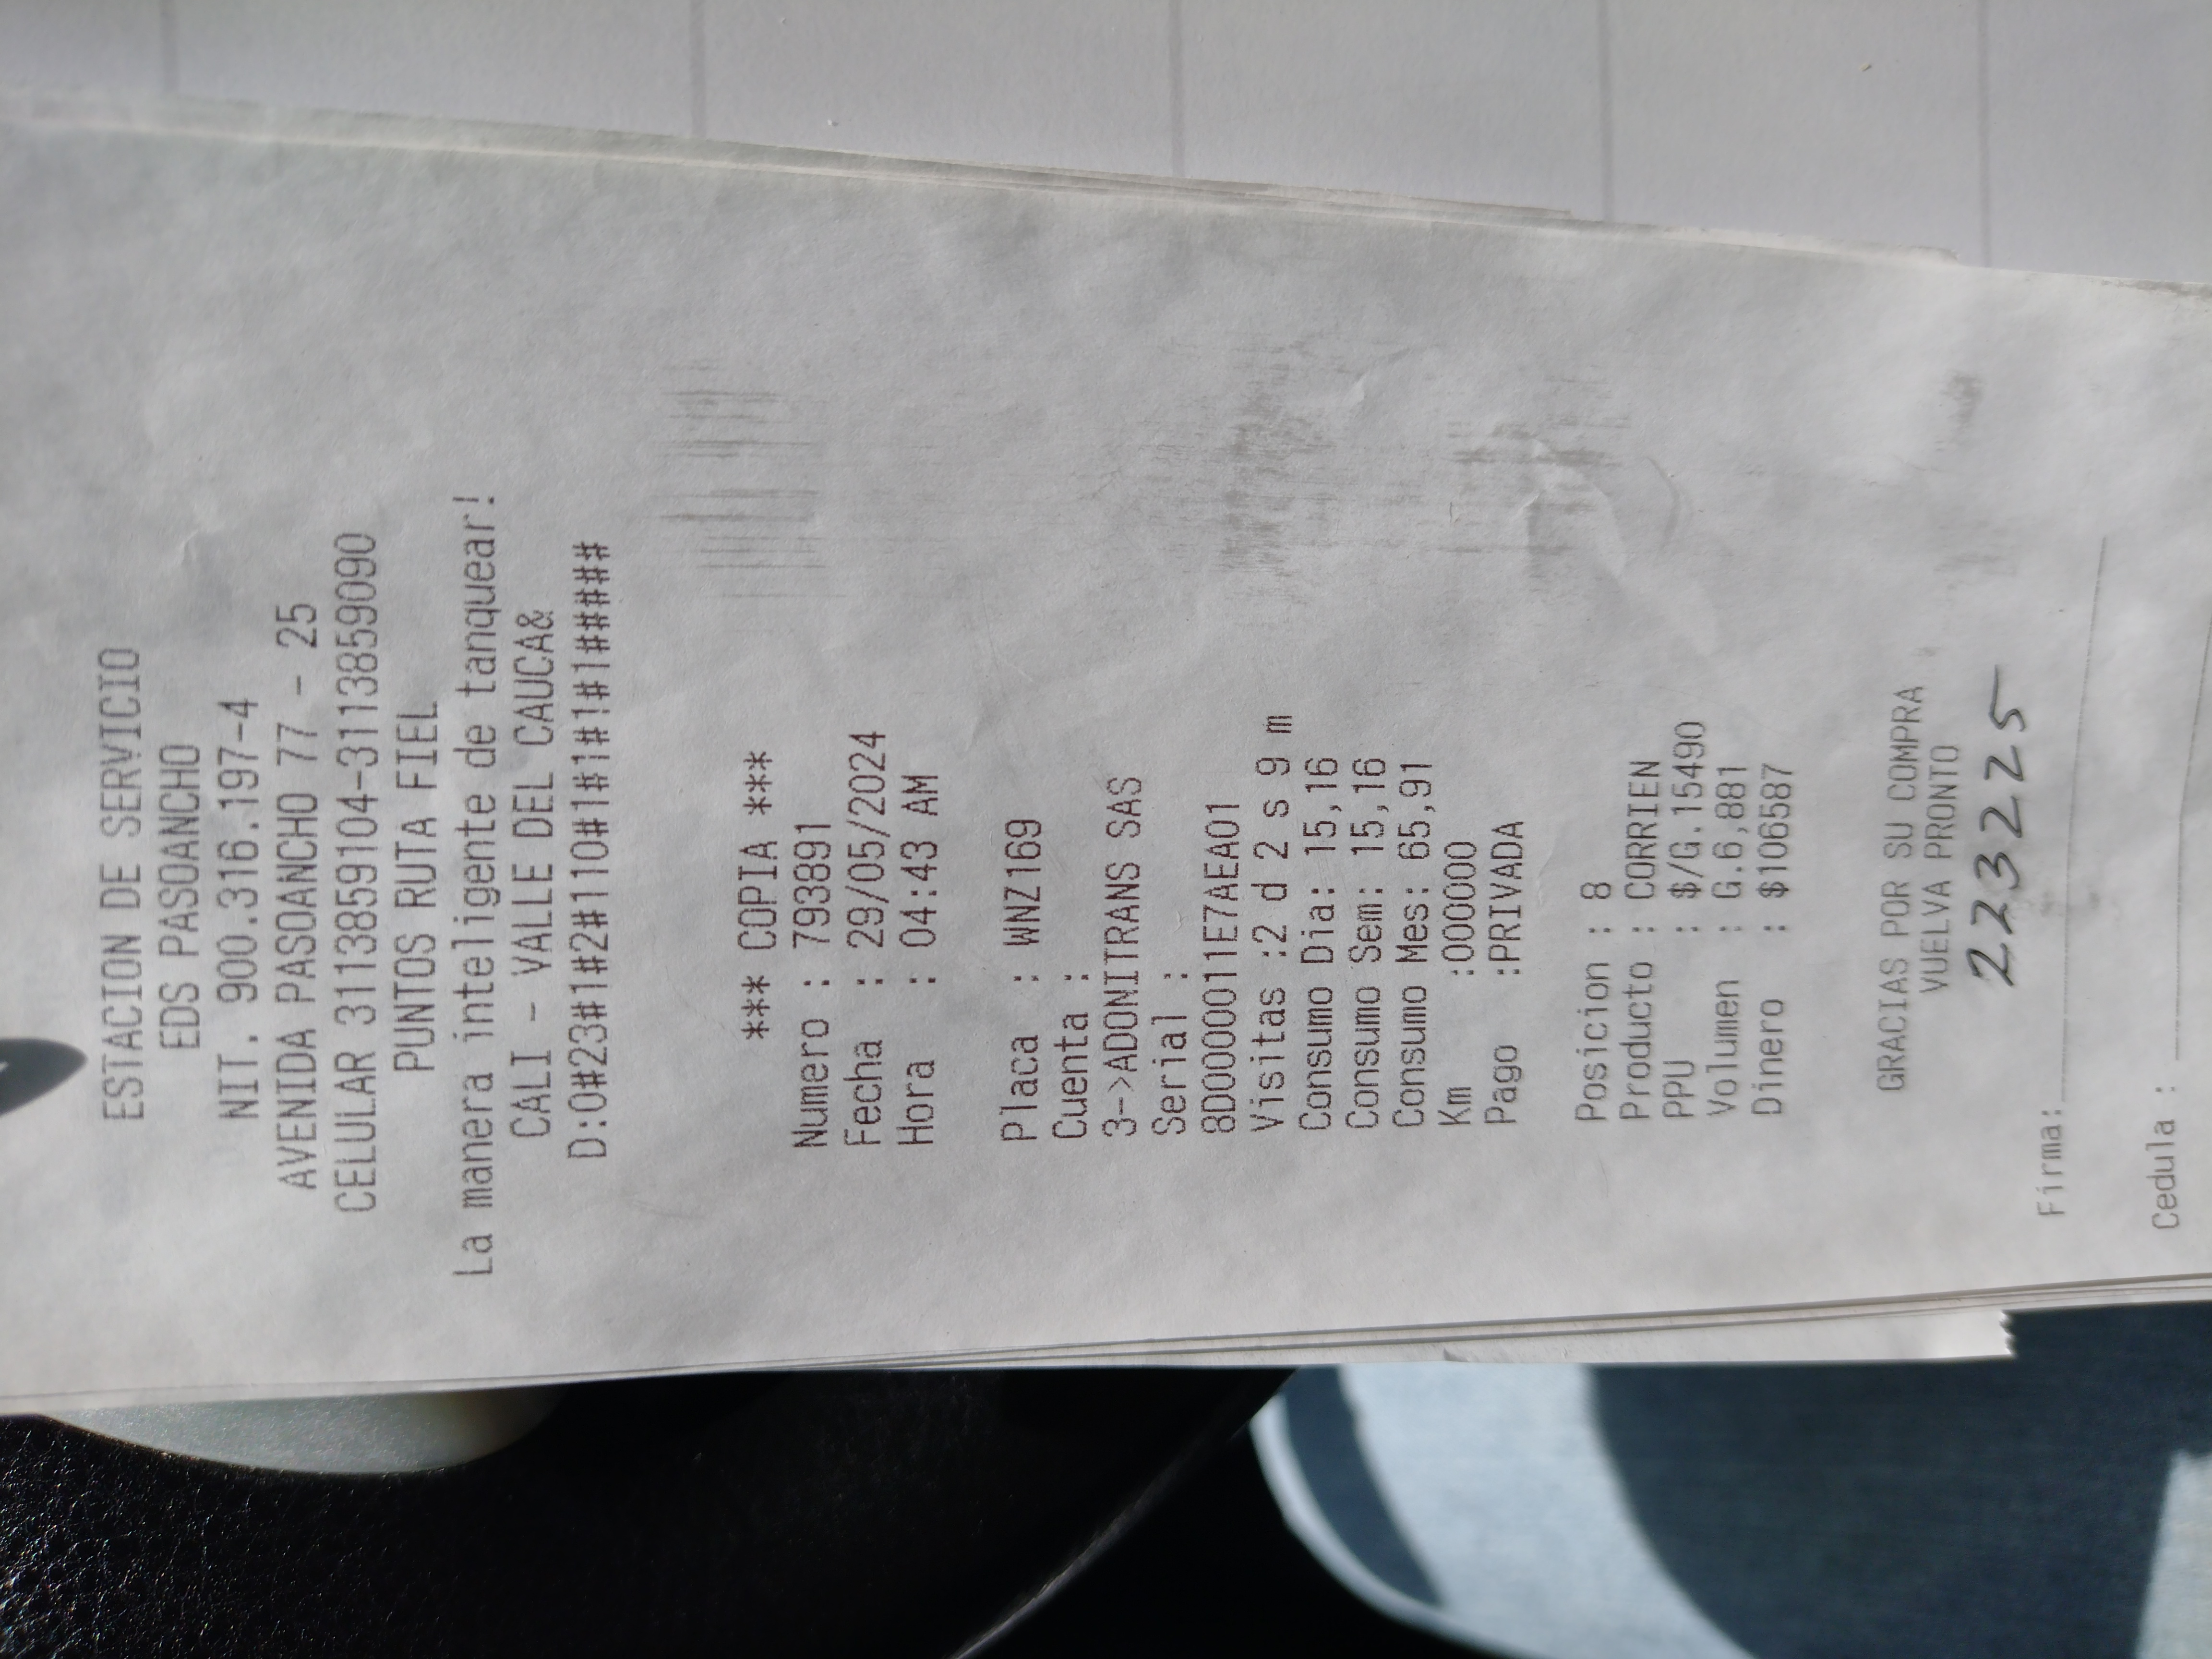 ESTACION DE SERVICIO
EDS PASOANCHO
NIT. 900.316.197-4
AVENIDA PASOANCHO 77 - 25
CELULAR 3113859104-3113859090
PUNTOS RUTA FIEL
La manera inteligente de tanquear!
CALI - VALLE DEL CAUCA&
D:0#23#1#2#110#1#1#1#1#####
*** COPIA ***
Numero : 793891
Fecha : 29/05/2024
Hora : 04:43 AM
Placa : WNZ169
Cuenta :
3->ADONITRANS SAS
Serial :
8D000011E7AEA01
Visitas :2 d 2 s 9 m
Consumo Dia: 15,16
Consumo Sem: 15,16
Consumo Mes: 65,91
Km :000000
Pago :PRIVADA
Posicion : 8
Producto : CORRIEN
PPU : $/G.15490
Volumen : G.6,881
Dinero : $106587
GRACIAS POR SU COMPRA
VUELVA PRONTO
223225
Firma:
Cedula :